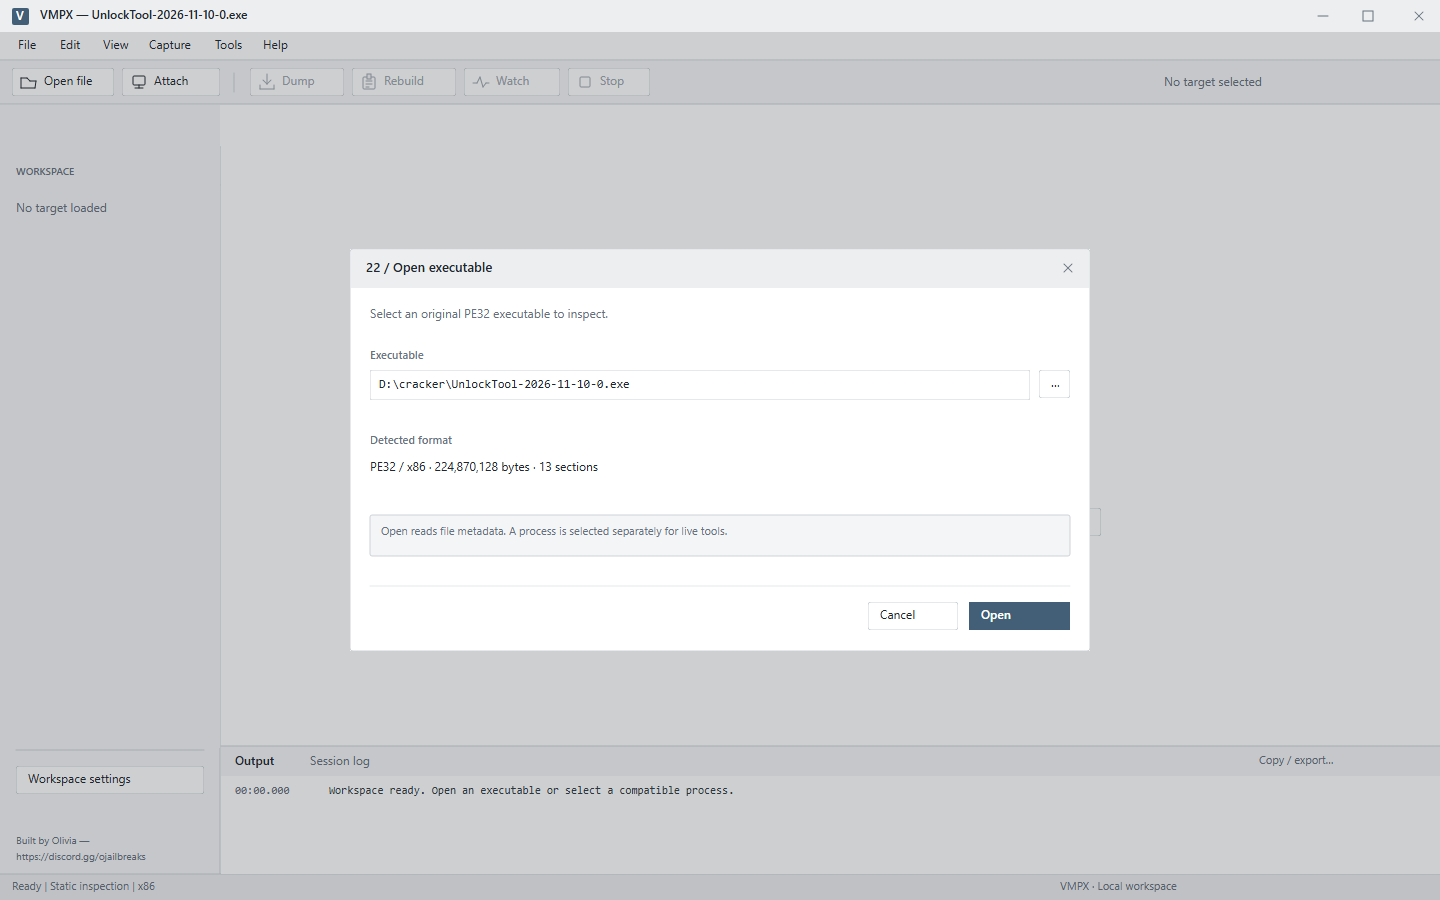 V VMPX — UnlockTool-2026-11-10-0.exe
File Edit View Capture Tools Help
Open file Attach Dump Rebuild Watch Stop No target selected
WORKSPACE
No target loaded
22 / Open executable
Select an original PE32 executable to inspect.
Executable
D:\cracker\UnlockTool-2026-11-10-0.exe ...
Detected format
PE32 / x86 · 224,870,128 bytes · 13 sections
Open reads file metadata. A process is selected separately for live tools.
Cancel Open
Output Session log Copy / export...
00:00.000 Workspace ready. Open an executable or select a compatible process.
Workspace settings
Built by Olivia —
https://discord.gg/ojailbreaks
Ready | Static inspection | x86 VMPX · Local workspace